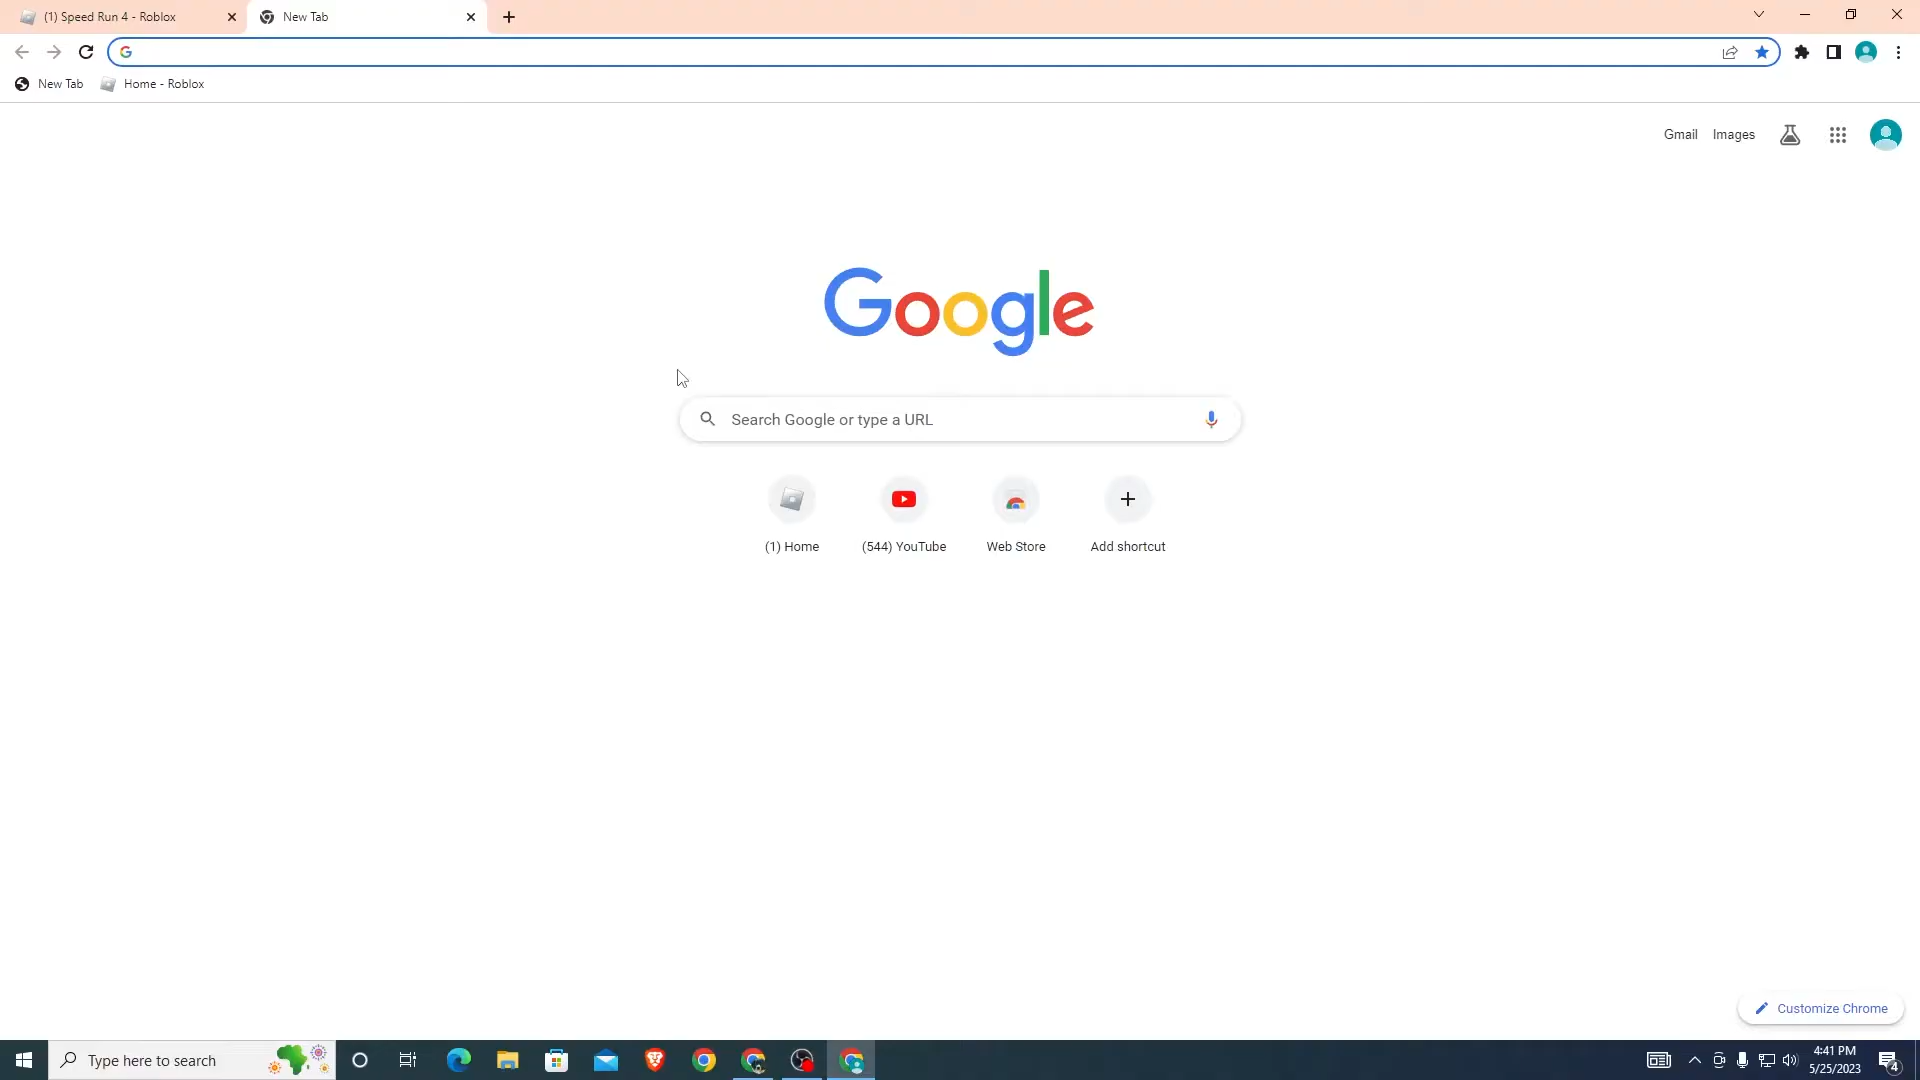 (1) Speed Run 4 - Roblox
New Tab
New Tab
Home - Roblox
Gmail
Images
Google
Search Google or type a URL
(1) Home
(544) YouTube
Web Store
Add shortcut
Customize Chrome
Type here to search
4:41 PM
5/25/2023
4